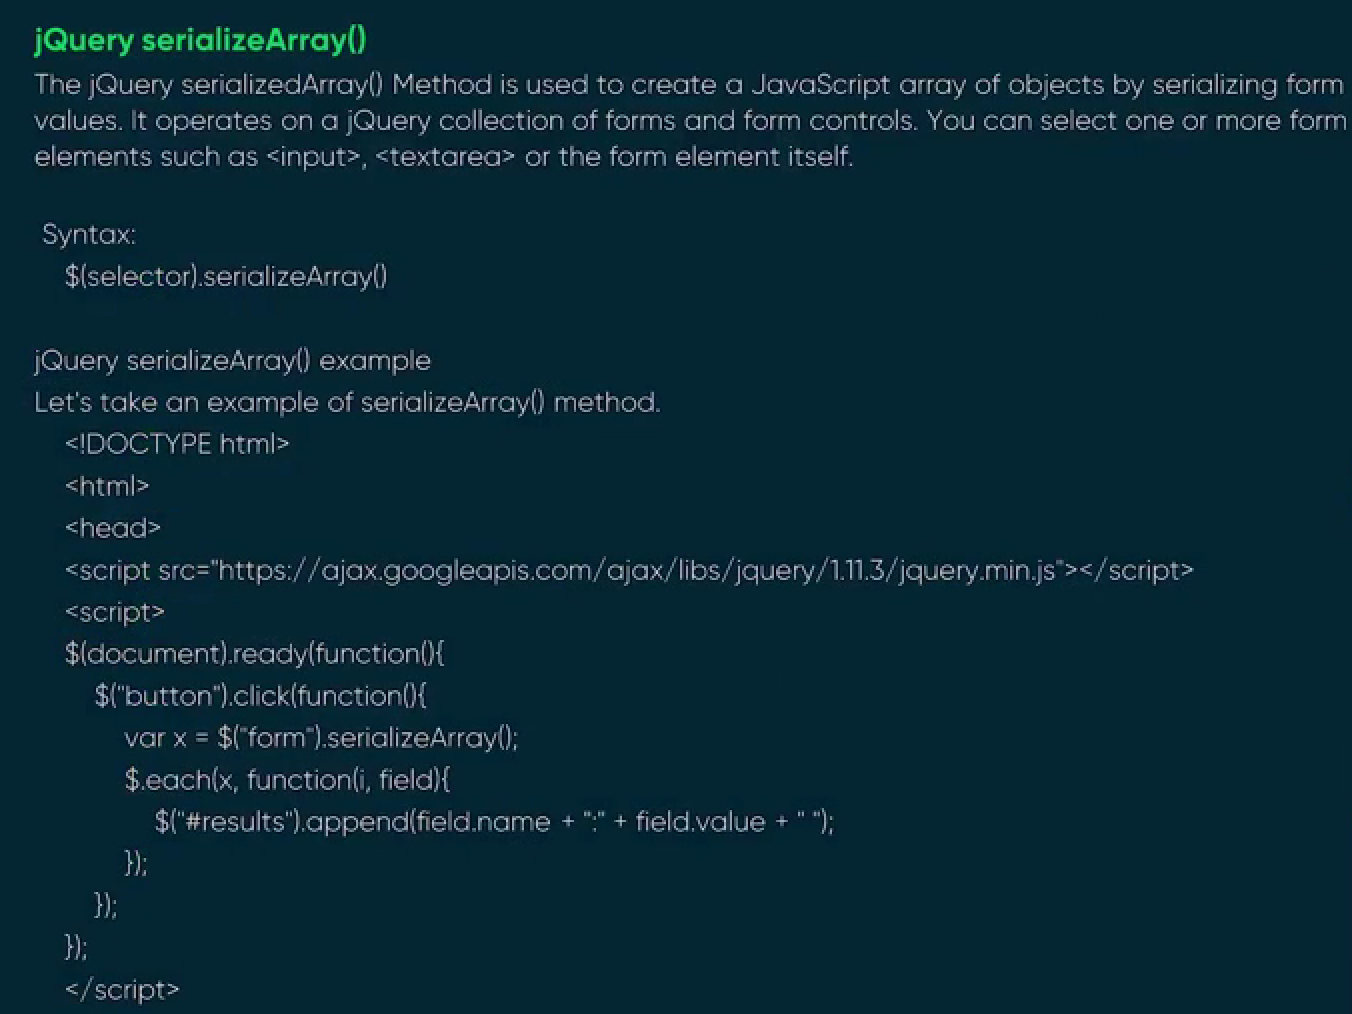 jQuery serializeArray()
The jQuery serializedArray() Method is used to create a JavaScript array of objects by serializing form
values. It operates on a jQuery collection of forms and form controls. You can select one or more form
elements such as <input>, <textarea> or the form element itself.
Syntax:
$(selector).serializeArray()
jQuery serializeArray() example
Let's take an example of serializeArray() method.
<!DOCTYPE html>
<html>
<head>
<script src="https://ajax.googleapis.com/ajax/libs/jquery/1.11.3/jquery.min.js"></script>
<script>
$(document).ready(function(){
$("button").click(function(){
var x = $("form").serializeArray();
$.each(x, function(i, field){
$("#results").append(field.name + ":" + field.value + " ");
});
});
});
</script>